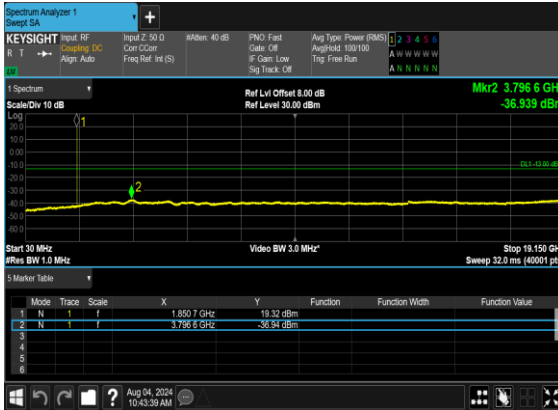 Spectrum Analyzer 1
Swept SA
+
KEYSIGHT Input: RF Input Z: 50 Ω #Atten: 40 dB PNO: Fast Avg Type: Power (RMS) 1 2 3 4 5 6
R T Coupling: DC Corr CCorr Gate: Off Avg|Hold: 100/100 A W W W W W
Align: Auto Freq Ref: Int (S) IF Gain: Low Trig: Free Run
Sig Track: Off A N N N N N
LXI
1 Spectrum Ref Lvl Offset 8.00 dB Mkr2 3.796 6 GH
Scale/Div 10 dB Ref Level 30.00 dBm -36.939 dBr
Log
20.0
10.0
0.00
-10.0
-20.0
-30.0
-40.0
-50.0
-60.0
1
2
DL1 -13.00 dB
Start 30 MHz Video BW 3.0 MHz* Stop 19.150 GH
#Res BW 1.0 MHz Sweep 32.0 ms (40001 pt
5 Marker Table
Mode Trace Scale X Y Function Function Width Function Value
1 N 1 f 1.850 7 GHz 19.32 dBm
2 N 1 f 3.796 6 GHz -36.94 dBm
3
4
5
6
? Aug 04, 2024
10:43:39 AM